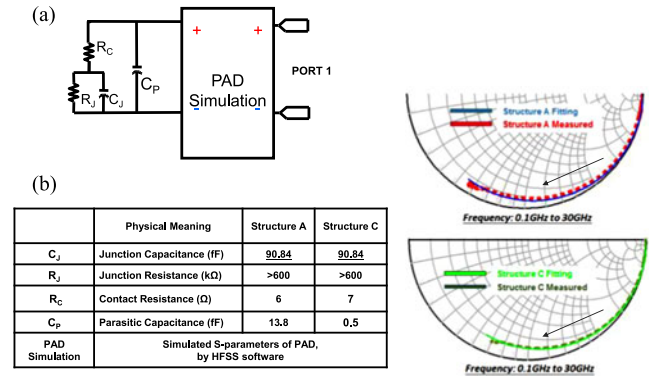 (a)
R_C
R_J
C_J
C_P
+ +
PAD
Simulation
- -
PORT 1
Structure A Fitting
Structure A Measured
Frequency: 0.1GHz to 30GHz
Structure C Fitting
Structure C Measured
Frequency: 0.1GHz to 30GHz
(b)
Physical Meaning Structure A Structure C
C_J Junction Capacitance (fF) 90.84 90.84
R_J Junction Resistance (kΩ) >600 >600
R_C Contact Resistance (Ω) 6 7
C_P Parasitic Capacitance (fF) 13.8 0.5
PAD Simulation Simulated S-parameters of PAD,
by HFSS software